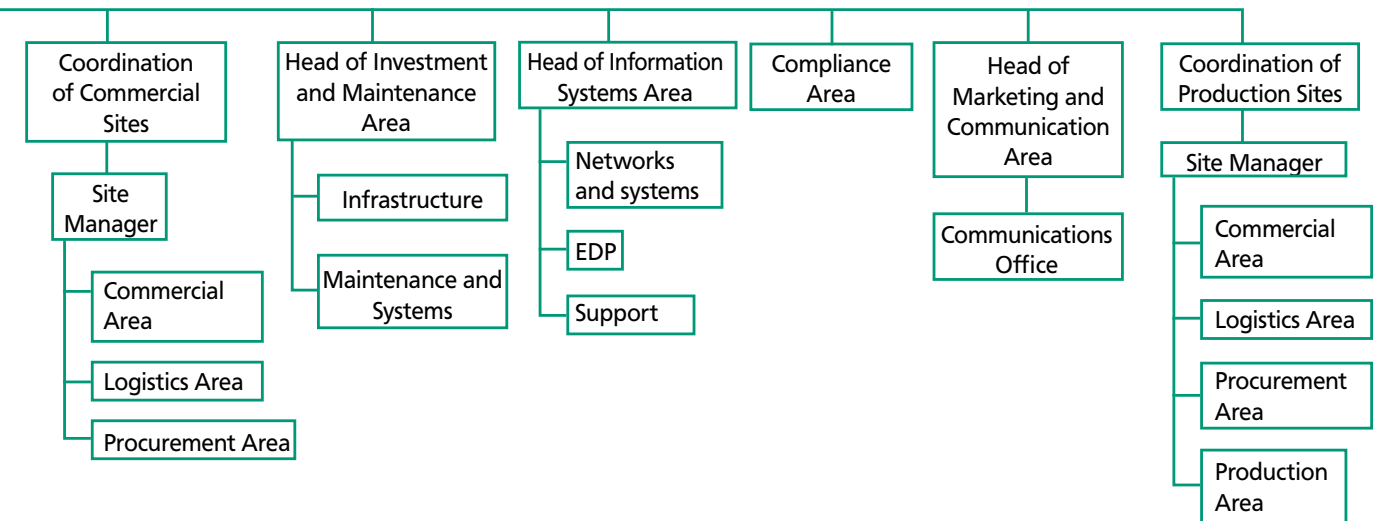 Coordination
of Commercial
Sites
Site
Manager
Commercial
Area
Logistics Area
Procurement Area
Head of Investment
and Maintenance
Area
Infrastructure
Maintenance and
Systems
Head of Information
Systems Area
Networks
and systems
EDP
Support
Compliance
Area
Head of
Marketing and
Communication
Area
Communications
Office
Coordination of
Production Sites
Site Manager
Commercial
Area
Logistics Area
Procurement
Area
Production
Area